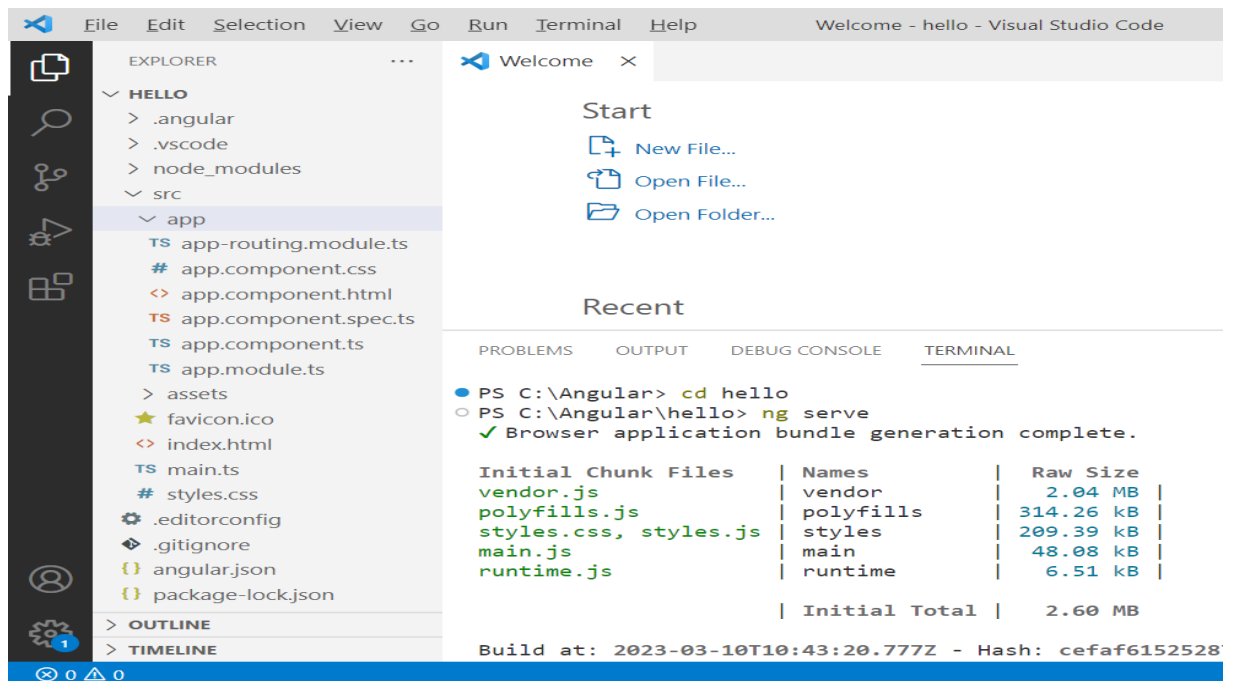 File Edit Selection View Go Run Terminal Help Welcome - hello - Visual Studio Code
EXPLORER ···
HELLO
.angular
.vscode
node_modules
src
app
TS app-routing.module.ts
# app.component.css
<> app.component.html
TS app.component.spec.ts
TS app.component.ts
TS app.module.ts
assets
favicon.ico
<> index.html
TS main.ts
# styles.css
.editorconfig
.gitignore
{} angular.json
{} package-lock.json
OUTLINE
TIMELINE
1
0 0
Welcome
Start
New File...
Open File...
Open Folder...
Recent
PROBLEMS OUTPUT DEBUG CONSOLE TERMINAL
PS C:\Angular> cd hello
PS C:\Angular\hello> ng serve
✓ Browser application bundle generation complete.
Initial Chunk Files | Names | Raw Size
vendor.js | vendor | 2.04 MB |
polyfills.js | polyfills | 314.26 kB |
styles.css, styles.js | styles | 209.39 kB |
main.js | main | 48.08 kB |
runtime.js | runtime | 6.51 kB |
| Initial Total | 2.60 MB
Build at: 2023-03-10T10:43:20.777Z - Hash: cefaf6152528